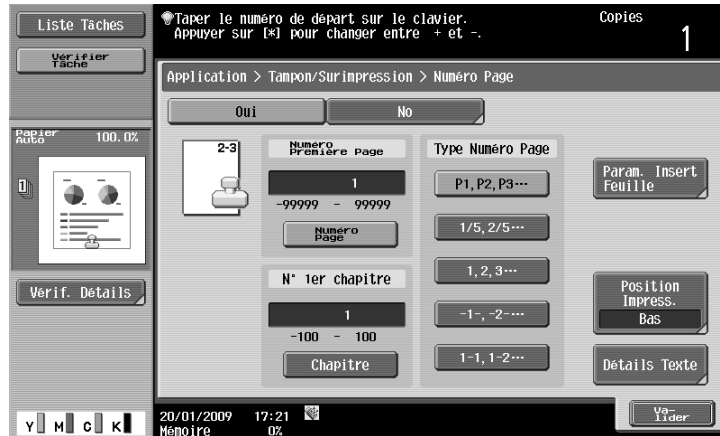 Liste Tâches
Vérifier
Tâche
Taper le numéro de départ sur le clavier.
Appuyer sur [*] pour changer entre + et -.
Copies
1
Application > Tampon/Surimpression > Numéro Page
Oui
No
Papier
Auto
100.0%
1
Vérif. Détails
2-3
Numéro
Première Page
1
-99999 - 99999
Numéro
Page
N° 1er chapitre
1
-100 - 100
Chapitre
Type Numéro Page
P1, P2, P3···
1/5, 2/5···
1, 2, 3···
-1-, -2-···
1-1, 1-2···
Param. Insert
Feuille
Position
Impress.
Bas
Détails Texte
Y M C K
20/01/2009 17:21
Mémoire 0%
Va-
lider